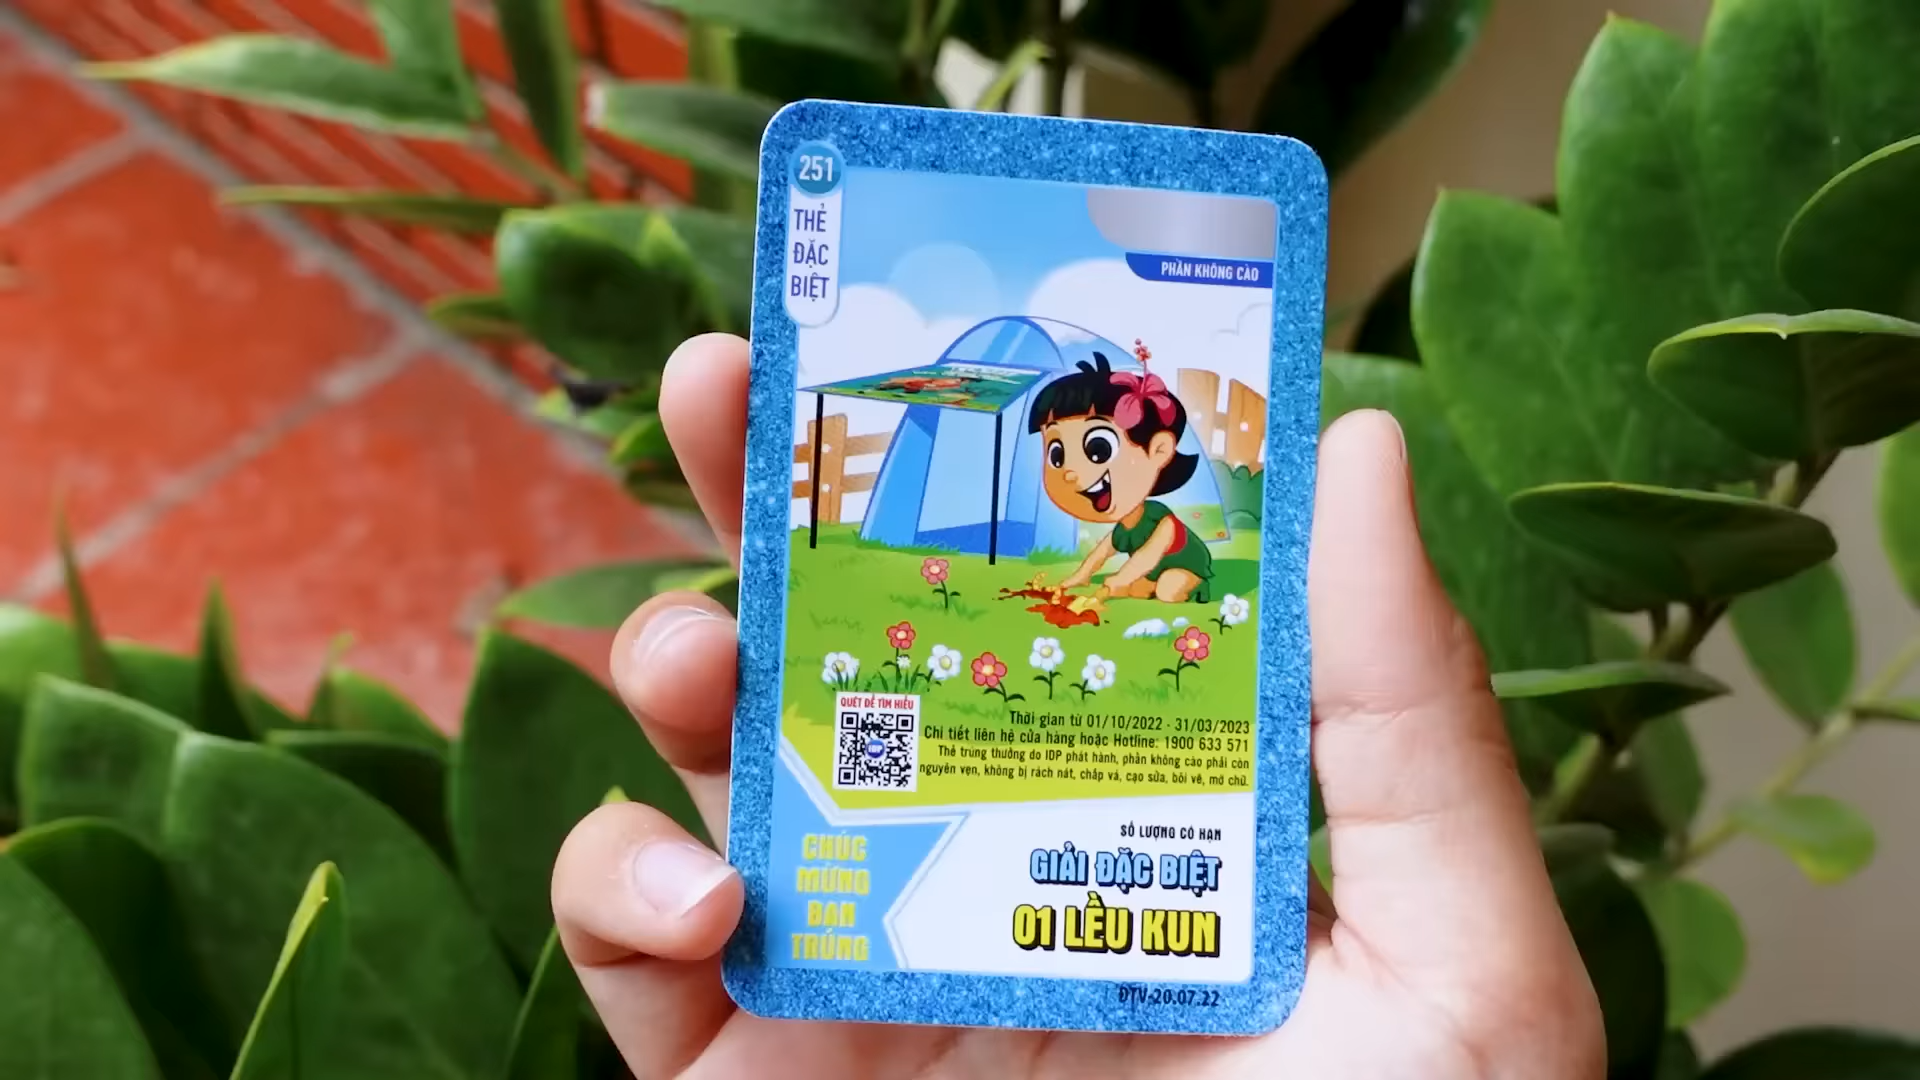 251
THẺ
ĐẶC
BIỆT
PHẦN KHÔNG CÀO
QUÉT ĐỂ TÌM HIỂU
IDP
Thời gian từ 01/10/2022 - 31/03/2023
Chi tiết liên hệ cửa hàng hoặc Hotline: 1900 633 571
Thẻ trúng thưởng do IDP phát hành, phần không cào phải còn
nguyên vẹn, không bị rách nát, chắp vá, cạo sửa, bôi vẽ, mờ chữ.
CHÚC
MỪNG
BẠN
TRÚNG
SỐ LƯỢNG CÓ HẠN
GIẢI ĐẶC BIỆT
01 LỀU KUN
ĐTV-20.07.22